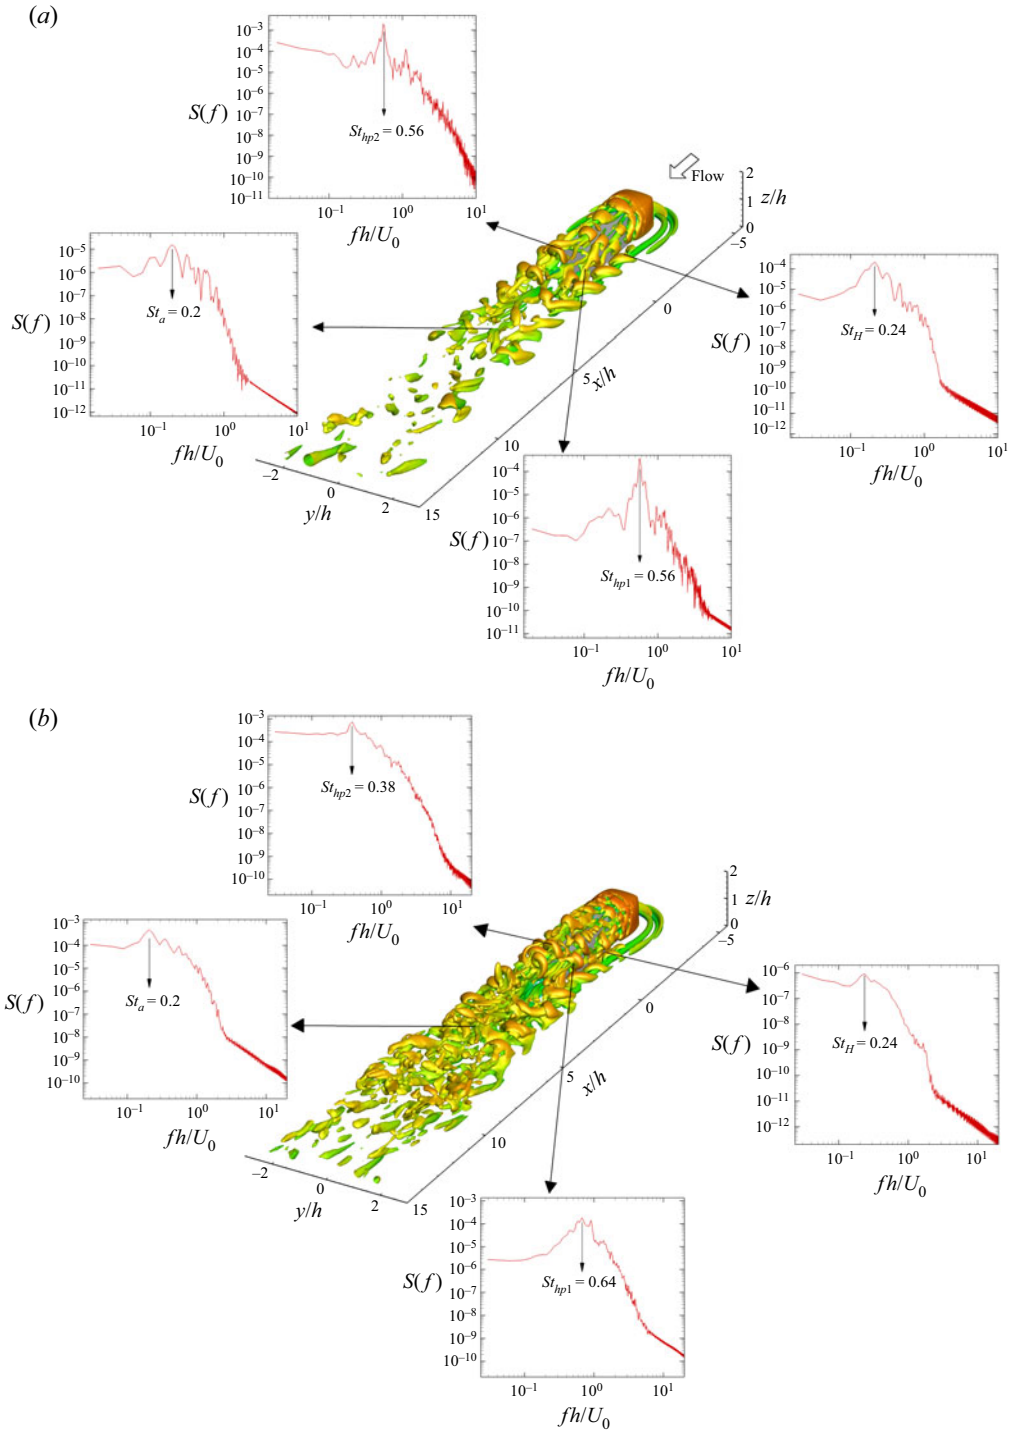 (a)
10⁻³
10⁻⁴
10⁻⁵
10⁻⁶
10⁻⁷
10⁻⁸
10⁻⁹
10⁻¹⁰
10⁻¹¹
S(f)
St_hp2 = 0.56
10⁻¹ 10⁰ 10¹
fh/U₀
Flow
2
1
0
z/h
−5
0
5
10
15
x/h
−2
0
2
y/h
10⁻⁵
10⁻⁶
10⁻⁷
10⁻⁸
10⁻⁹
10⁻¹⁰
10⁻¹¹
10⁻¹²
S(f)
St_a = 0.2
10⁻¹ 10⁰ 10¹
fh/U₀
10⁻⁴
10⁻⁵
10⁻⁶
10⁻⁷
10⁻⁸
10⁻⁹
10⁻¹⁰
10⁻¹¹
10⁻¹²
S(f)
St_H = 0.24
10⁻¹ 10⁰ 10¹
fh/U₀
10⁻⁴
10⁻⁵
10⁻⁶
10⁻⁷
10⁻⁸
10⁻⁹
10⁻¹⁰
10⁻¹¹
S(f)
St_hp1 = 0.56
10⁻¹ 10⁰ 10¹
fh/U₀
(b)
10⁻³
10⁻⁴
10⁻⁵
10⁻⁶
10⁻⁷
10⁻⁸
10⁻⁹
10⁻¹⁰
S(f)
St_hp2 = 0.38
10⁻¹ 10⁰ 10¹
fh/U₀
2
1
0
z/h
−5
0
5
10
15
x/h
−2
0
2
y/h
10⁻³
10⁻⁴
10⁻⁵
10⁻⁶
10⁻⁷
10⁻⁸
10⁻⁹
10⁻¹⁰
S(f)
St_a = 0.2
10⁻¹ 10⁰ 10¹
fh/U₀
10⁻⁶
10⁻⁷
10⁻⁸
10⁻⁹
10⁻¹⁰
10⁻¹¹
10⁻¹²
S(f)
St_H = 0.24
10⁻¹ 10⁰ 10¹
fh/U₀
10⁻³
10⁻⁴
10⁻⁵
10⁻⁶
10⁻⁷
10⁻⁸
10⁻⁹
10⁻¹⁰
S(f)
St_hp1 = 0.64
10⁻¹ 10⁰ 10¹
fh/U₀